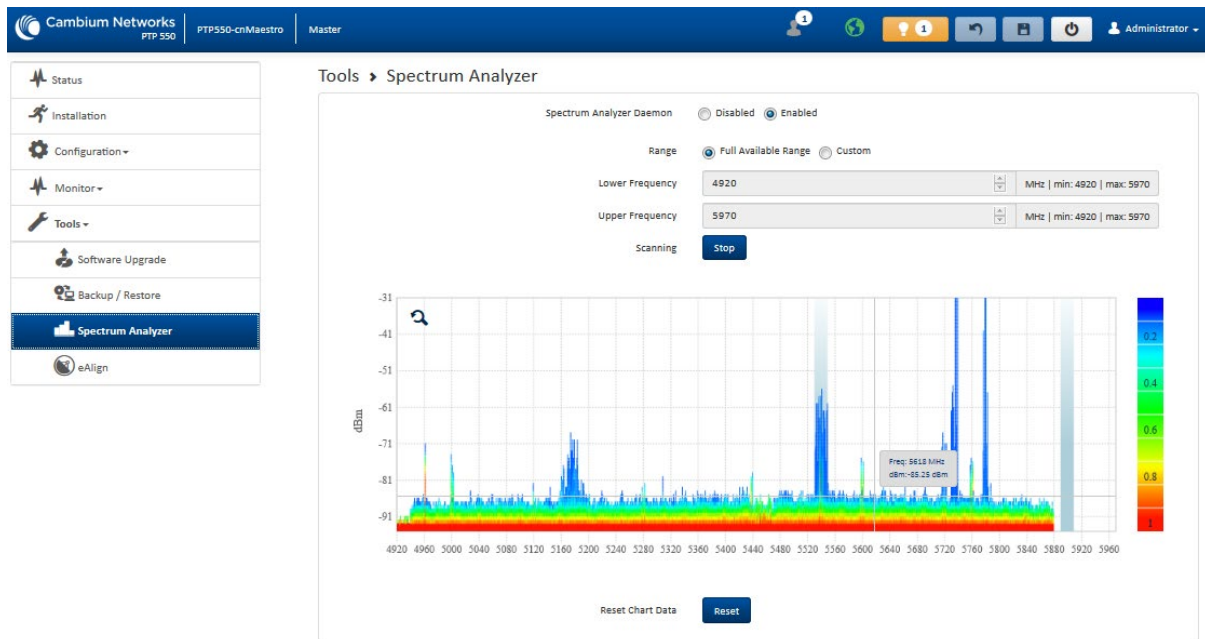 Cambium Networks
PTP 550
PTP550-cnMaestro
Master
1
1
Administrator
Status
Installation
Configuration
Monitor
Tools
Software Upgrade
Backup / Restore
Spectrum Analyzer
eAlign
Tools > Spectrum Analyzer
Spectrum Analyzer Daemon Disabled Enabled
Range Full Available Range Custom
Lower Frequency 4920 MHz | min: 4920 | max: 5970
Upper Frequency 5970 MHz | min: 4920 | max: 5970
Scanning Stop
-31
-41
-51
-61
-71
-81
-91
dBm
Freq: 5618 MHz
dBm:-85.25 dBm
0.2
0.4
0.6
0.8
1
4920 4960 5000 5040 5080 5120 5160 5200 5240 5280 5320 5360 5400 5440 5480 5520 5560 5600 5640 5680 5720 5760 5800 5840 5880 5920 5960
Reset Chart Data Reset